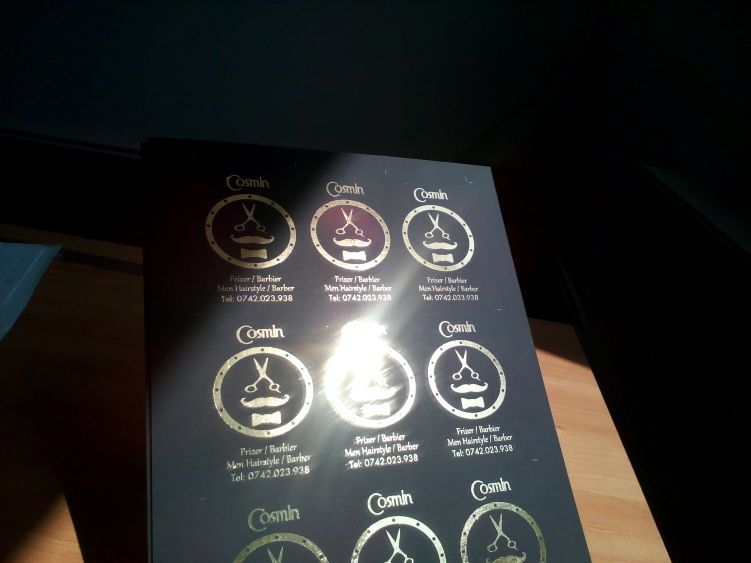 Cosmin
Frizer / Barbier
Men Hairstyle / Barber
Tel: 0742.023.938
Cosmin
Frizer / Barbier
Men Hairstyle / Barber
Tel: 0742.023.938
Cosmin
Frizer / Barbier
Men Hairstyle / Barber
Tel: 0742.023.938
Cosmin
Frizer / Barbier
Men Hairstyle / Barber
Tel: 0742.023.938
Frizer / Barbier
Men Hairstyle / Barber
Tel: 0742.023.938
Cosmin
Frizer / Barbier
Men Hairstyle / Barber
Tel: 0742.023.938
Cosmin
Cosmin
Cosmin